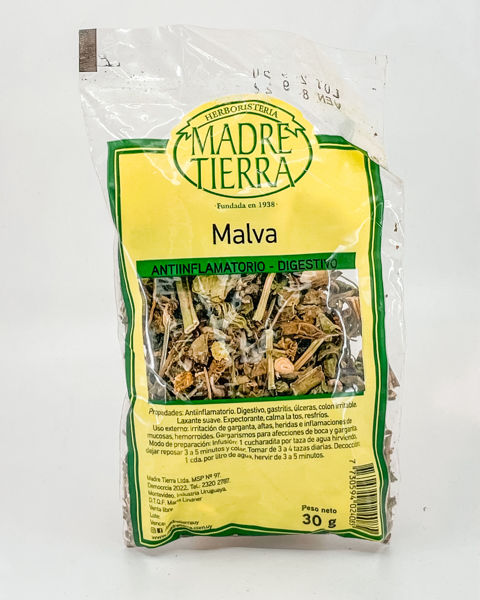 HERBORISTERIA
MADRE
TIERRA
·Fundada en 1938·
Malva
ANTIINFLAMATORIO - DIGESTIVO
Propiedades: Antiinflamatorio. Digestivo, gastritis, úlceras, colon irritable.
Laxante suave. Expectorante, calma la tos, resfríos.
Uso externo: irritación de garganta, aftas, heridas e inflamaciones de
mucosas, hemorroides. Gargarismos para afecciones de boca y garganta.
Modo de preparación: Infusión: 1 cucharadita por taza de agua hirviendo,
dejar reposar 3 a 5 minutos y colar. Tomar de 3 a 4 tazas diarias. Decocción:
1 cda. por litro de agua, hervir de 3 a 5 minutos.
Madre Tierra Ltda. MSP Nº 97.
Democracia 2022, Tel.: 2320 2787.
Montevideo, Industria Uruguaya.
D.T.Q.F. Lindner
Venta libre
Lote:
Vence:
Peso neto
30 g